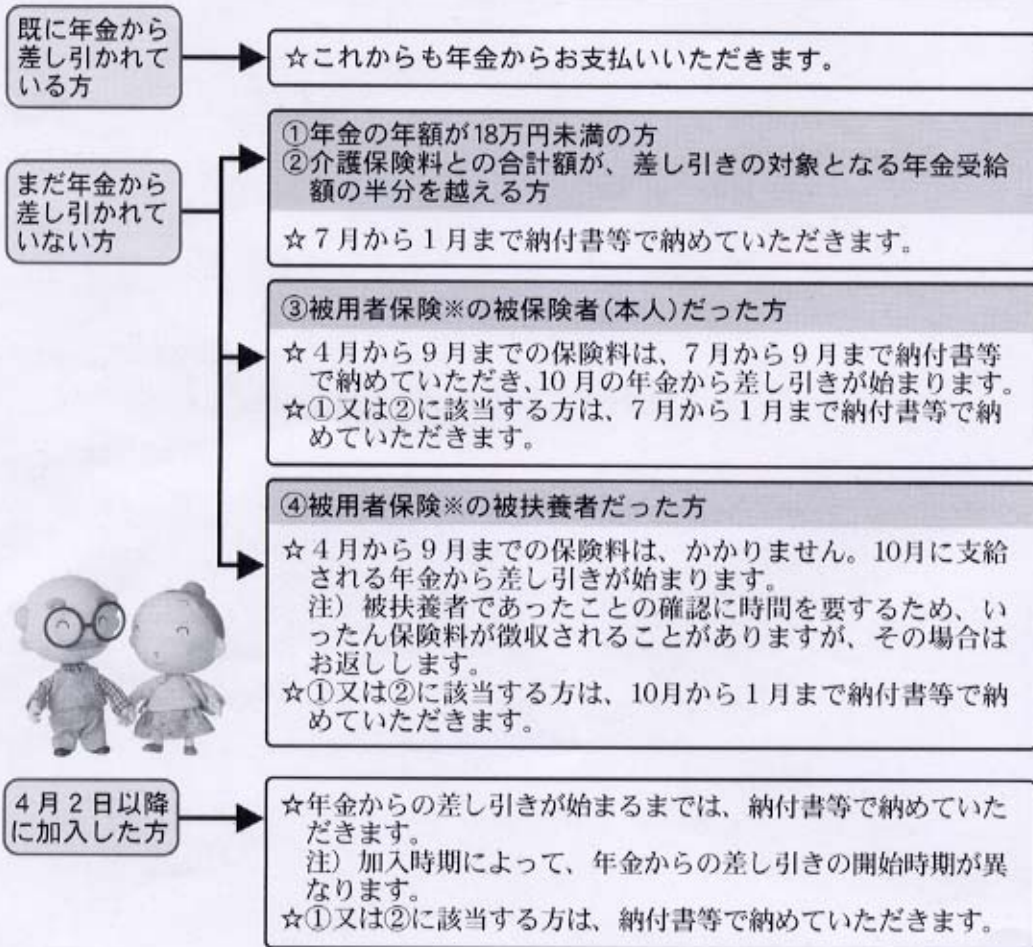 既に年金から
差し引かれて
いる方
☆これからも年金からお支払いいただきます。
まだ年金から
差し引かれて
いない方
①年金の年額が18万円未満の方
②介護保険料との合計額が、差し引きの対象となる年金受給
額の半分を越える方
☆7月から1月まで納付書等で納めていただきます。
③被用者保険※の被保険者(本人)だった方
☆4月から9月までの保険料は、7月から9月まで納付書等
で納めていただき、10月の年金から差し引きが始まります。
☆①又は②に該当する方は、7月から1月まで納付書等で納
めていただきます。
④被用者保険※の被扶養者だった方
☆4月から9月までの保険料は、かかりません。10月に支給
される年金から差し引きが始まります。
注）被扶養者であったことの確認に時間を要するため、い
ったん保険料が徴収されることがありますが、その場合は
お返しします。
☆①又は②に該当する方は、10月から1月まで納付書等で納
めていただきます。
4月2日以降
に加入した方
☆年金からの差し引きが始まるまでは、納付書等で納めていた
だきます。
注）加入時期によって、年金からの差し引きの開始時期が異
なります。
☆①又は②に該当する方は、納付書等で納めていただきます。